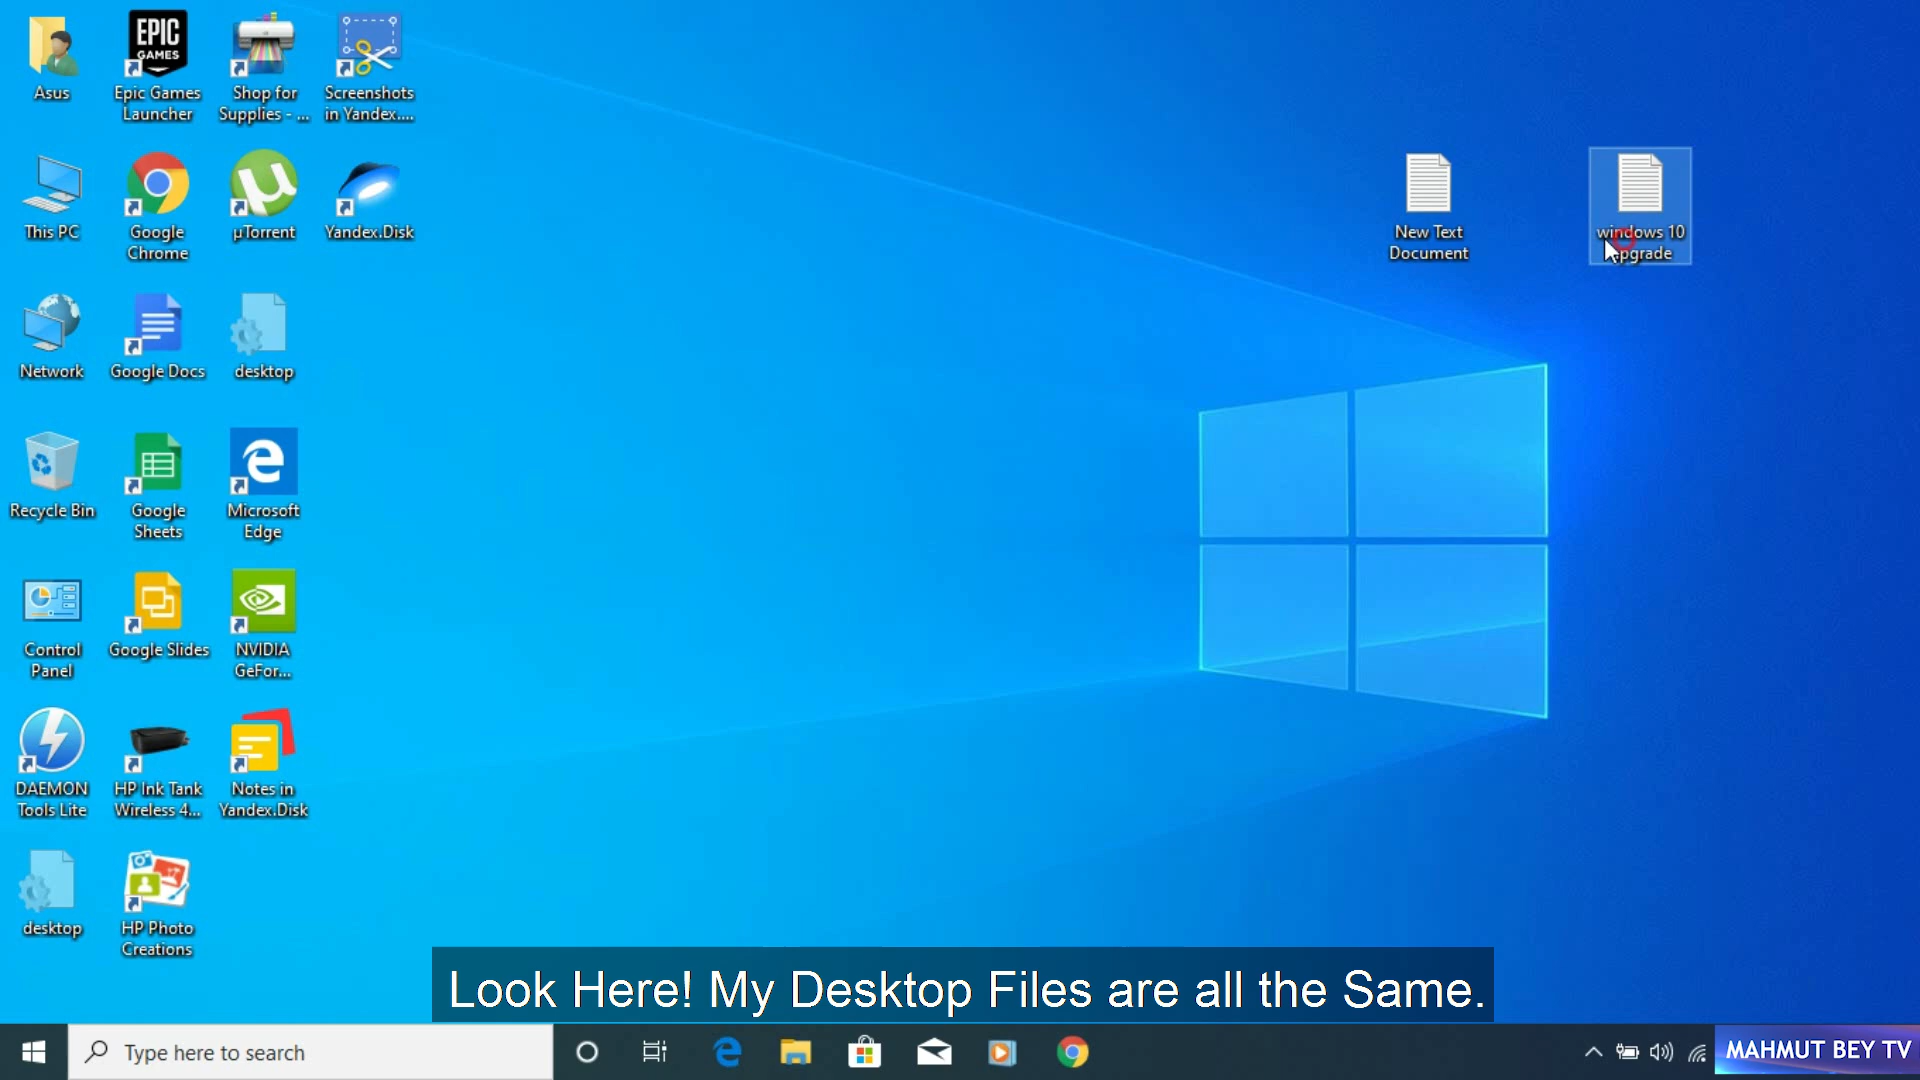 Asus
EPIC
GAMES
Epic Games
Launcher
Shop for
Supplies - ...
Screenshots
in Yandex....
This PC
Google
Chrome
µTorrent
Yandex.Disk
New Text
Document
windows 10
upgrade
Network
Google Docs
desktop
Recycle Bin
Google
Sheets
Microsoft
Edge
Control
Panel
Google Slides
NVIDIA
GeFor...
DAEMON
Tools Lite
HP Ink Tank
Wireless 4...
Notes in
Yandex.Disk
desktop
HP Photo
Creations
Look Here! My Desktop Files are all the Same.
Type here to search
MAHMUT BEY TV